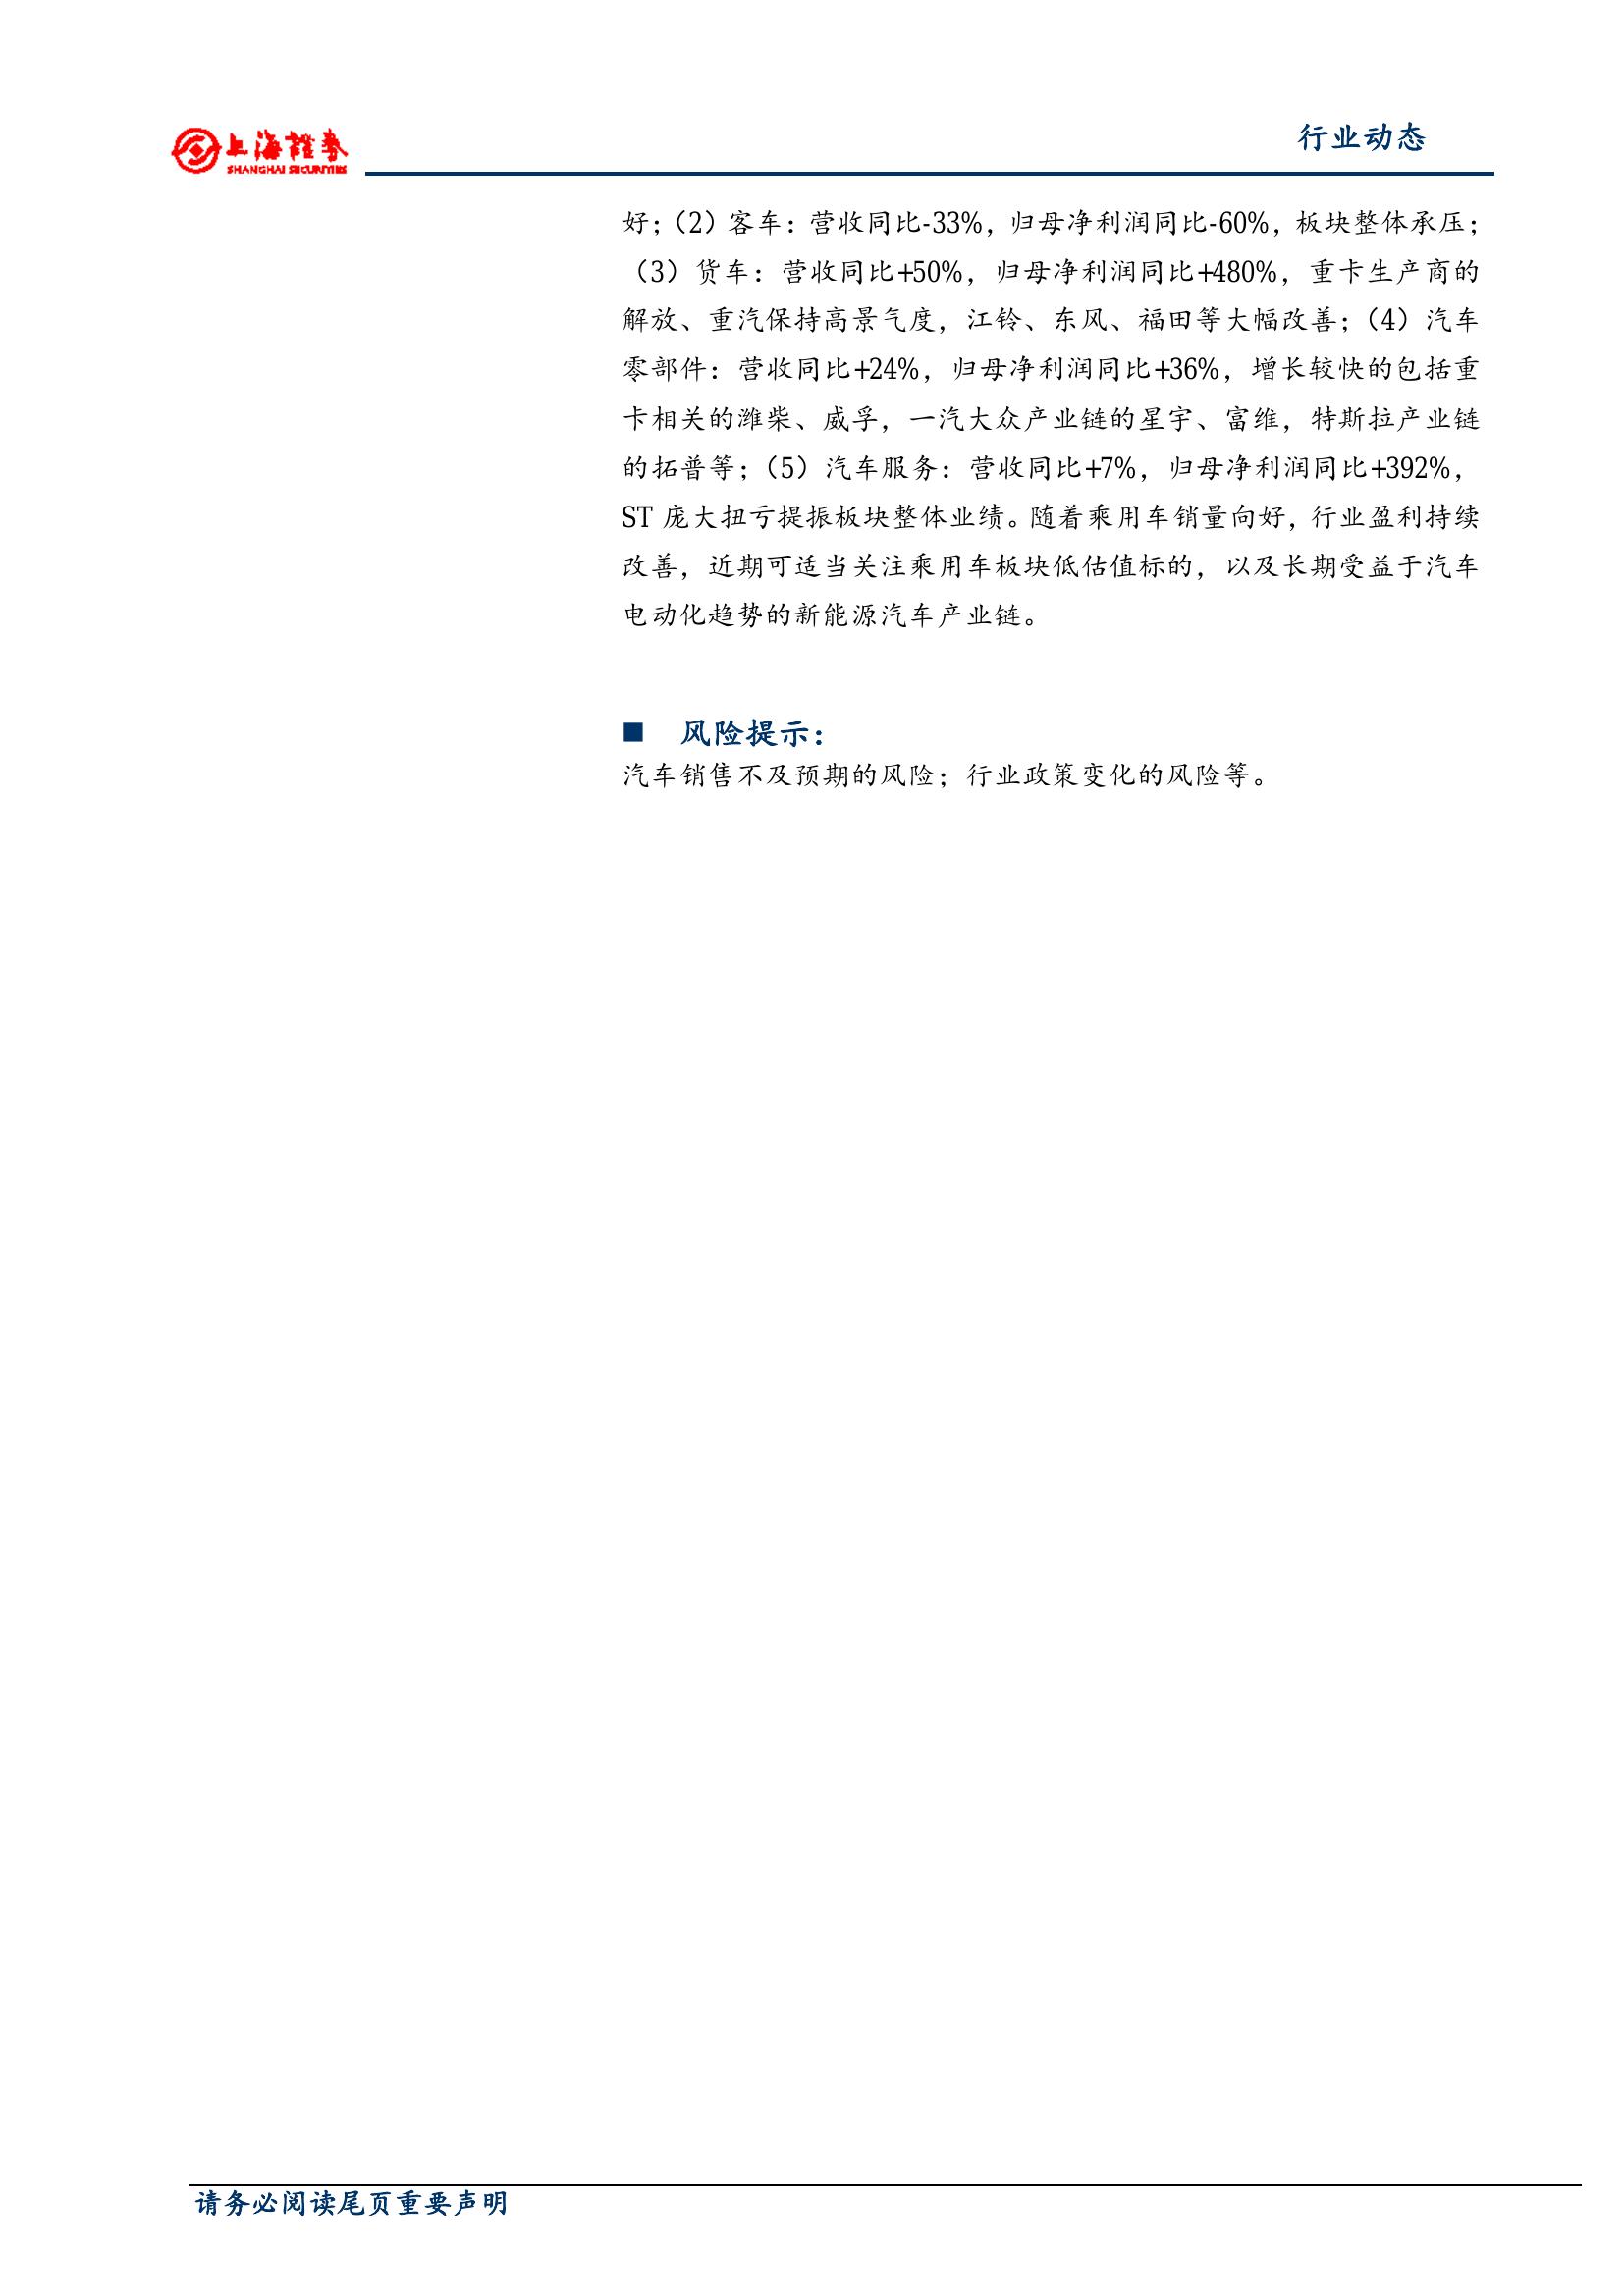 上海證券
SHANGHAI SECURITIES
行业动态
好；（2）客车：营收同比-33%，归母净利润同比-60%，板块整体承压；
（3）货车：营收同比+50%，归母净利润同比+480%，重卡生产商的
解放、重汽保持高景气度，江铃、东风、福田等大幅改善；（4）汽车
零部件：营收同比+24%，归母净利润同比+36%，增长较快的包括重
卡相关的潍柴、威孚，一汽大众产业链的星宇、富维，特斯拉产业链
的拓普等；（5）汽车服务：营收同比+7%，归母净利润同比+392%，
ST 庞大扭亏提振板块整体业绩。随着乘用车销量向好，行业盈利持续
改善，近期可适当关注乘用车板块低估值标的，以及长期受益于汽车
电动化趋势的新能源汽车产业链。
■ 风险提示：
汽车销售不及预期的风险；行业政策变化的风险等。
请务必阅读尾页重要声明